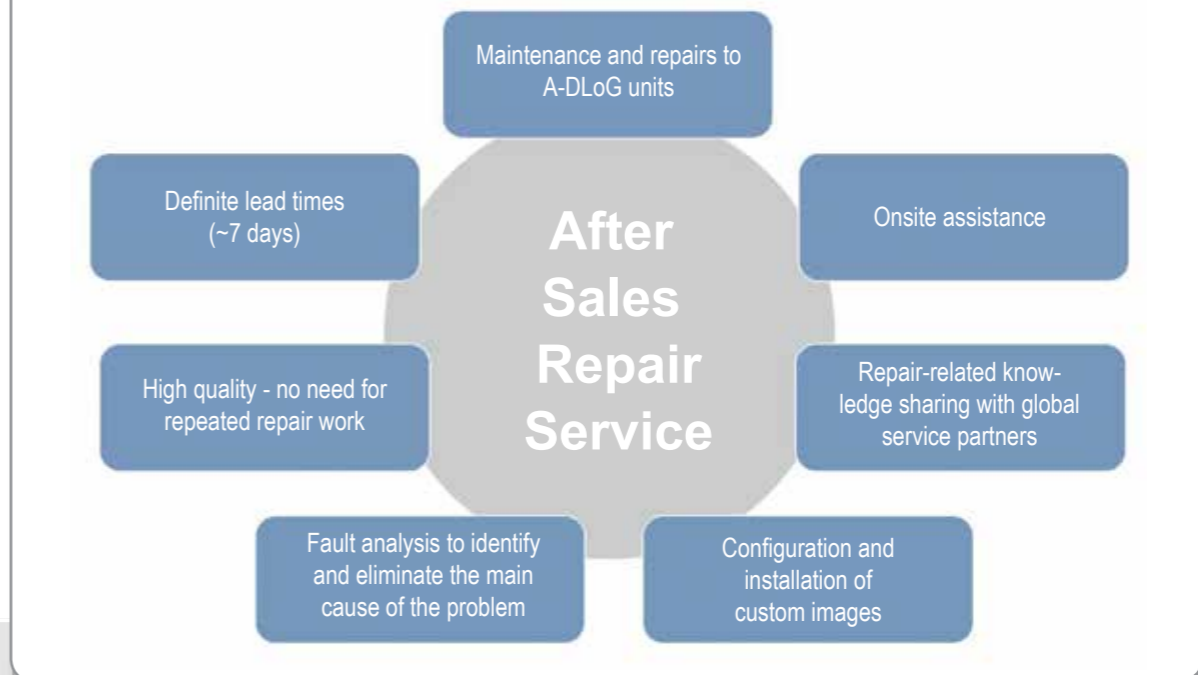 Maintenance and repairs to
A-DLoG units
Definite lead times
(~7 days)
Onsite assistance
After
Sales
Repair
Service
High quality - no need for
repeated repair work
Repair-related know-
ledge sharing with global
service partners
Fault analysis to identify
and eliminate the main
cause of the problem
Configuration and
installation of
custom images